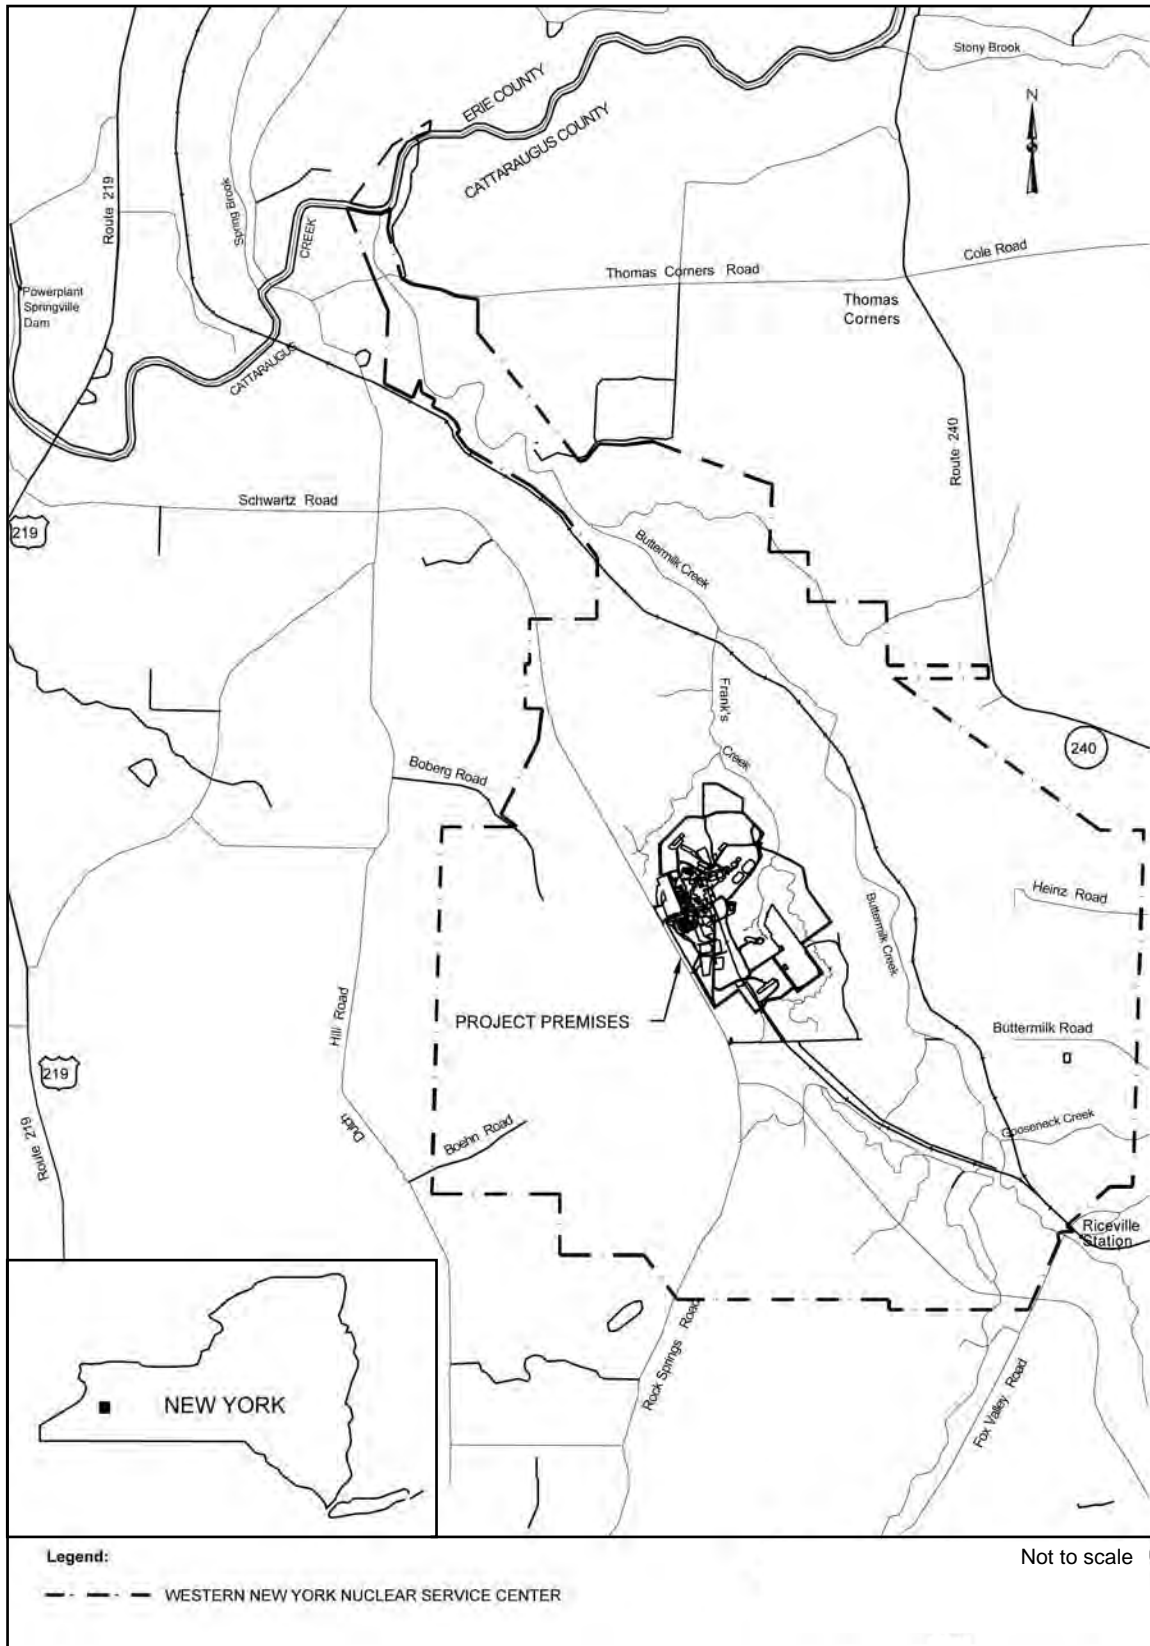 Stony Brook
N
ERIE COUNTY
CATTARAUGUS COUNTY
Route 219
Spring Brook
CREEK
Cole Road
Thomas Corners Road
Powerplant
Springville
Dam
Thomas
Corners
CATTARAUGUS
Route 240
Schwartz Road
219
Buttermilk Creek
Frank's
Creek
240
Boberg Road
Heinz Road
Buttermilk Creek
PROJECT PREMISES
Hill Road
Buttermilk Road
219
Route 219
Dutch
Boehn Road
Gooseneck Creek
Riceville
Station
Rock Springs Road
Fox Valley Road
NEW YORK
Legend:
Not to scale
WESTERN NEW YORK NUCLEAR SERVICE CENTER